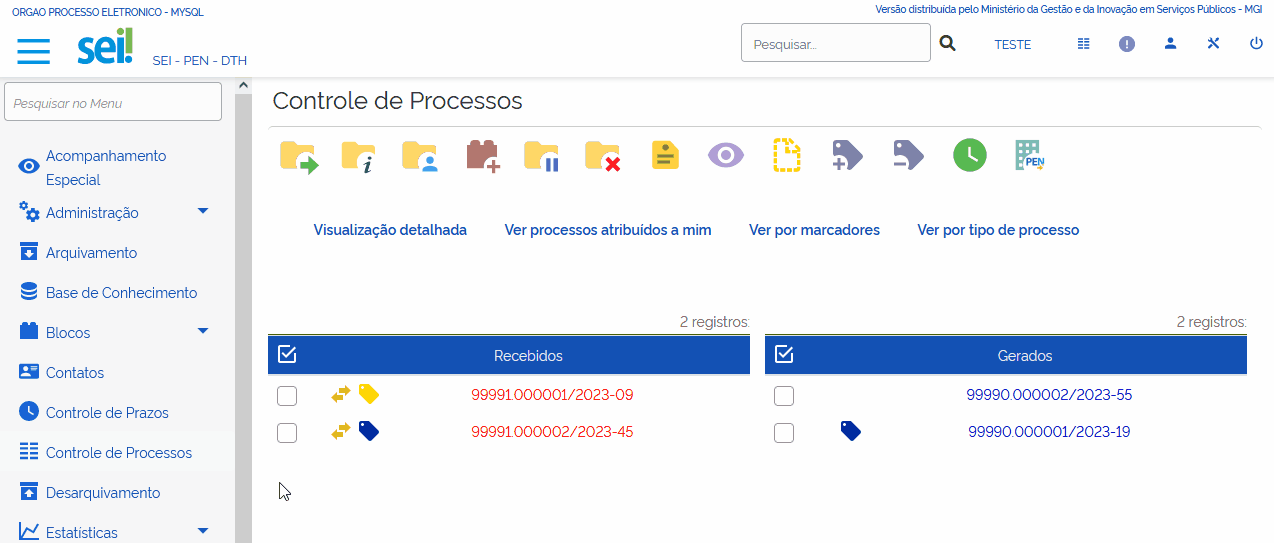 ORGAO PROCESSO ELETRONICO - MYSQL
Versão distribuída pelo Ministério da Gestão e da Inovação em Serviços Públicos - MGI
sei!
SEI - PEN - DTH
Pesquisar...
TESTE
Pesquisar no Menu
Acompanhamento
Especial
Administração
Arquivamento
Base de Conhecimento
Blocos
Contatos
Controle de Prazos
Controle de Processos
Desarquivamento
Estatísticas
Controle de Processos
PEN
Visualização detalhada
Ver processos atribuídos a mim
Ver por marcadores
Ver por tipo de processo
2 registros:
Recebidos
99991.000001/2023-09
99991.000002/2023-45
2 registros:
Gerados
99990.000002/2023-55
99990.000001/2023-19